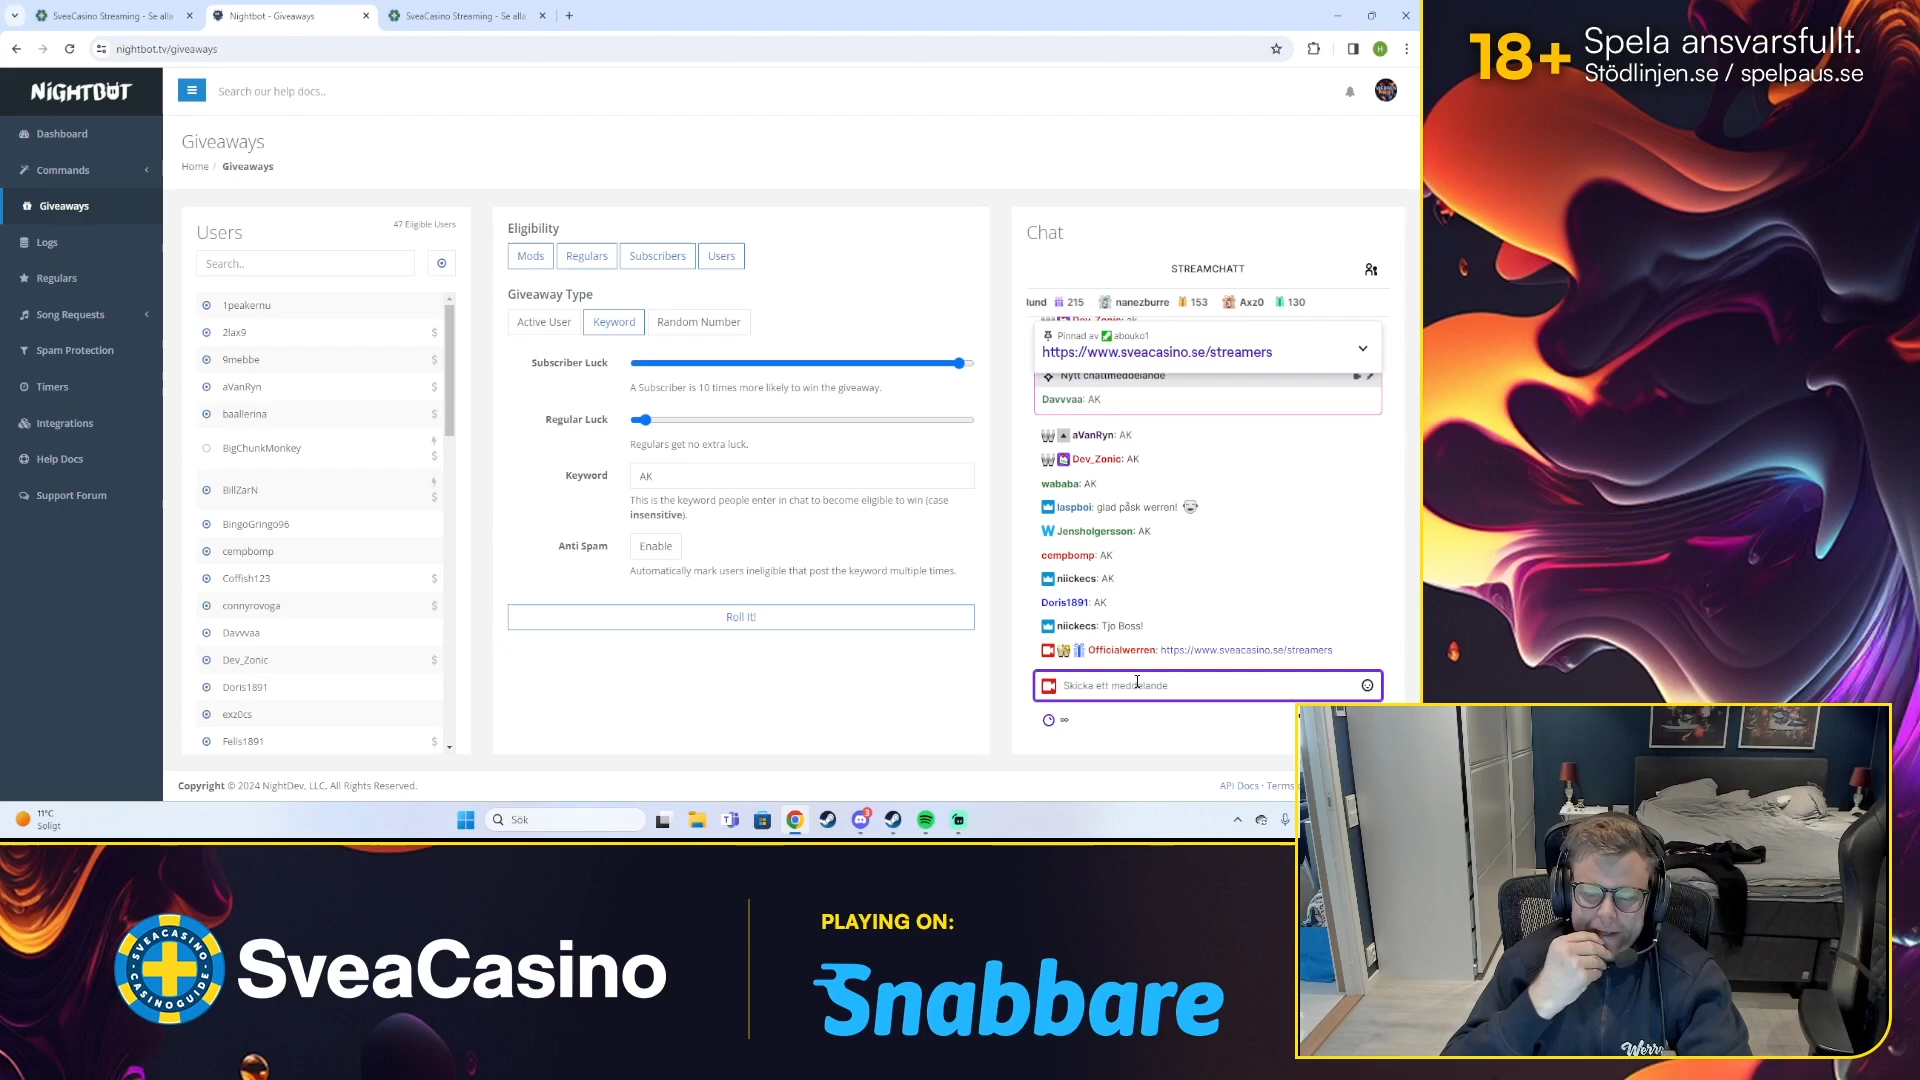 SveaCasino Streaming - Se alla
Nightbot - Giveaways
SveaCasino Streaming - Se alla
nightbot.tv/giveaways
H
NIGHTBOT
Search our help docs..
Dashboard
Commands
Giveaways
Logs
Regulars
Song Requests
Spam Protection
Timers
Integrations
Help Docs
Support Forum
Giveaways
Home / Giveaways
Users
47 Eligible Users
Search..
1peakernu
2lax9 $
9mebbe $
aVanRyn $
baallerina $
BigChunkMonkey $
BillZarN $
BingoGringo96
cempbomp
Coffish123 $
connyrovoga $
Davvvaa
Dev_Zonic $
Doris1891
exz0cs
Felis1891 $
Eligibility
Mods Regulars Subscribers Users
Giveaway Type
Active User Keyword Random Number
Subscriber Luck
A Subscriber is 10 times more likely to win the giveaway.
Regular Luck
Regulars get no extra luck.
Keyword AK
This is the keyword people enter in chat to become eligible to win (case
insensitive).
Anti Spam Enable
Automatically mark users ineligible that post the keyword multiple times.
Roll It!
Chat
STREAMCHATT
lund 215 nanezburre 153 Axz0 130
Dev_Zonic: ak
Pinnad av abouko1
https://www.sveacasino.se/streamers
Nytt chattmeddelande
Davvvaa: AK
aVanRyn: AK
Dev_Zonic: AK
wababa: AK
laspboi: glad påsk werren!
Jensholgersson: AK
cempbomp: AK
niickecs: AK
Doris1891: AK
niickecs: Tjo Boss!
Officialwerren: https://www.sveacasino.se/streamers
Skicka ett meddelande
∞
Copyright © 2024 NightDev, LLC. All Rights Reserved.
API Docs · Terms
11°C
Soligt
Sök
18+ Spela ansvarsfullt.
Stödlinjen.se / spelpaus.se
SVEACASINO
CASINOGUIDE
SveaCasino
PLAYING ON:
Snabbare